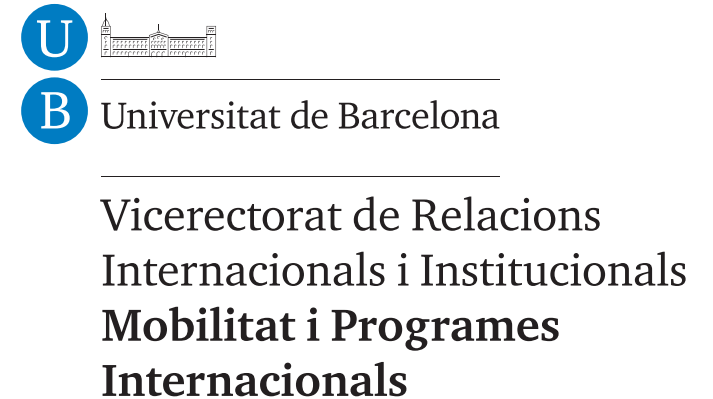 U
B
Universitat de Barcelona
Vicerectorat de Relacions
Internacionals i Institucionals
Mobilitat i Programes
Internacionals